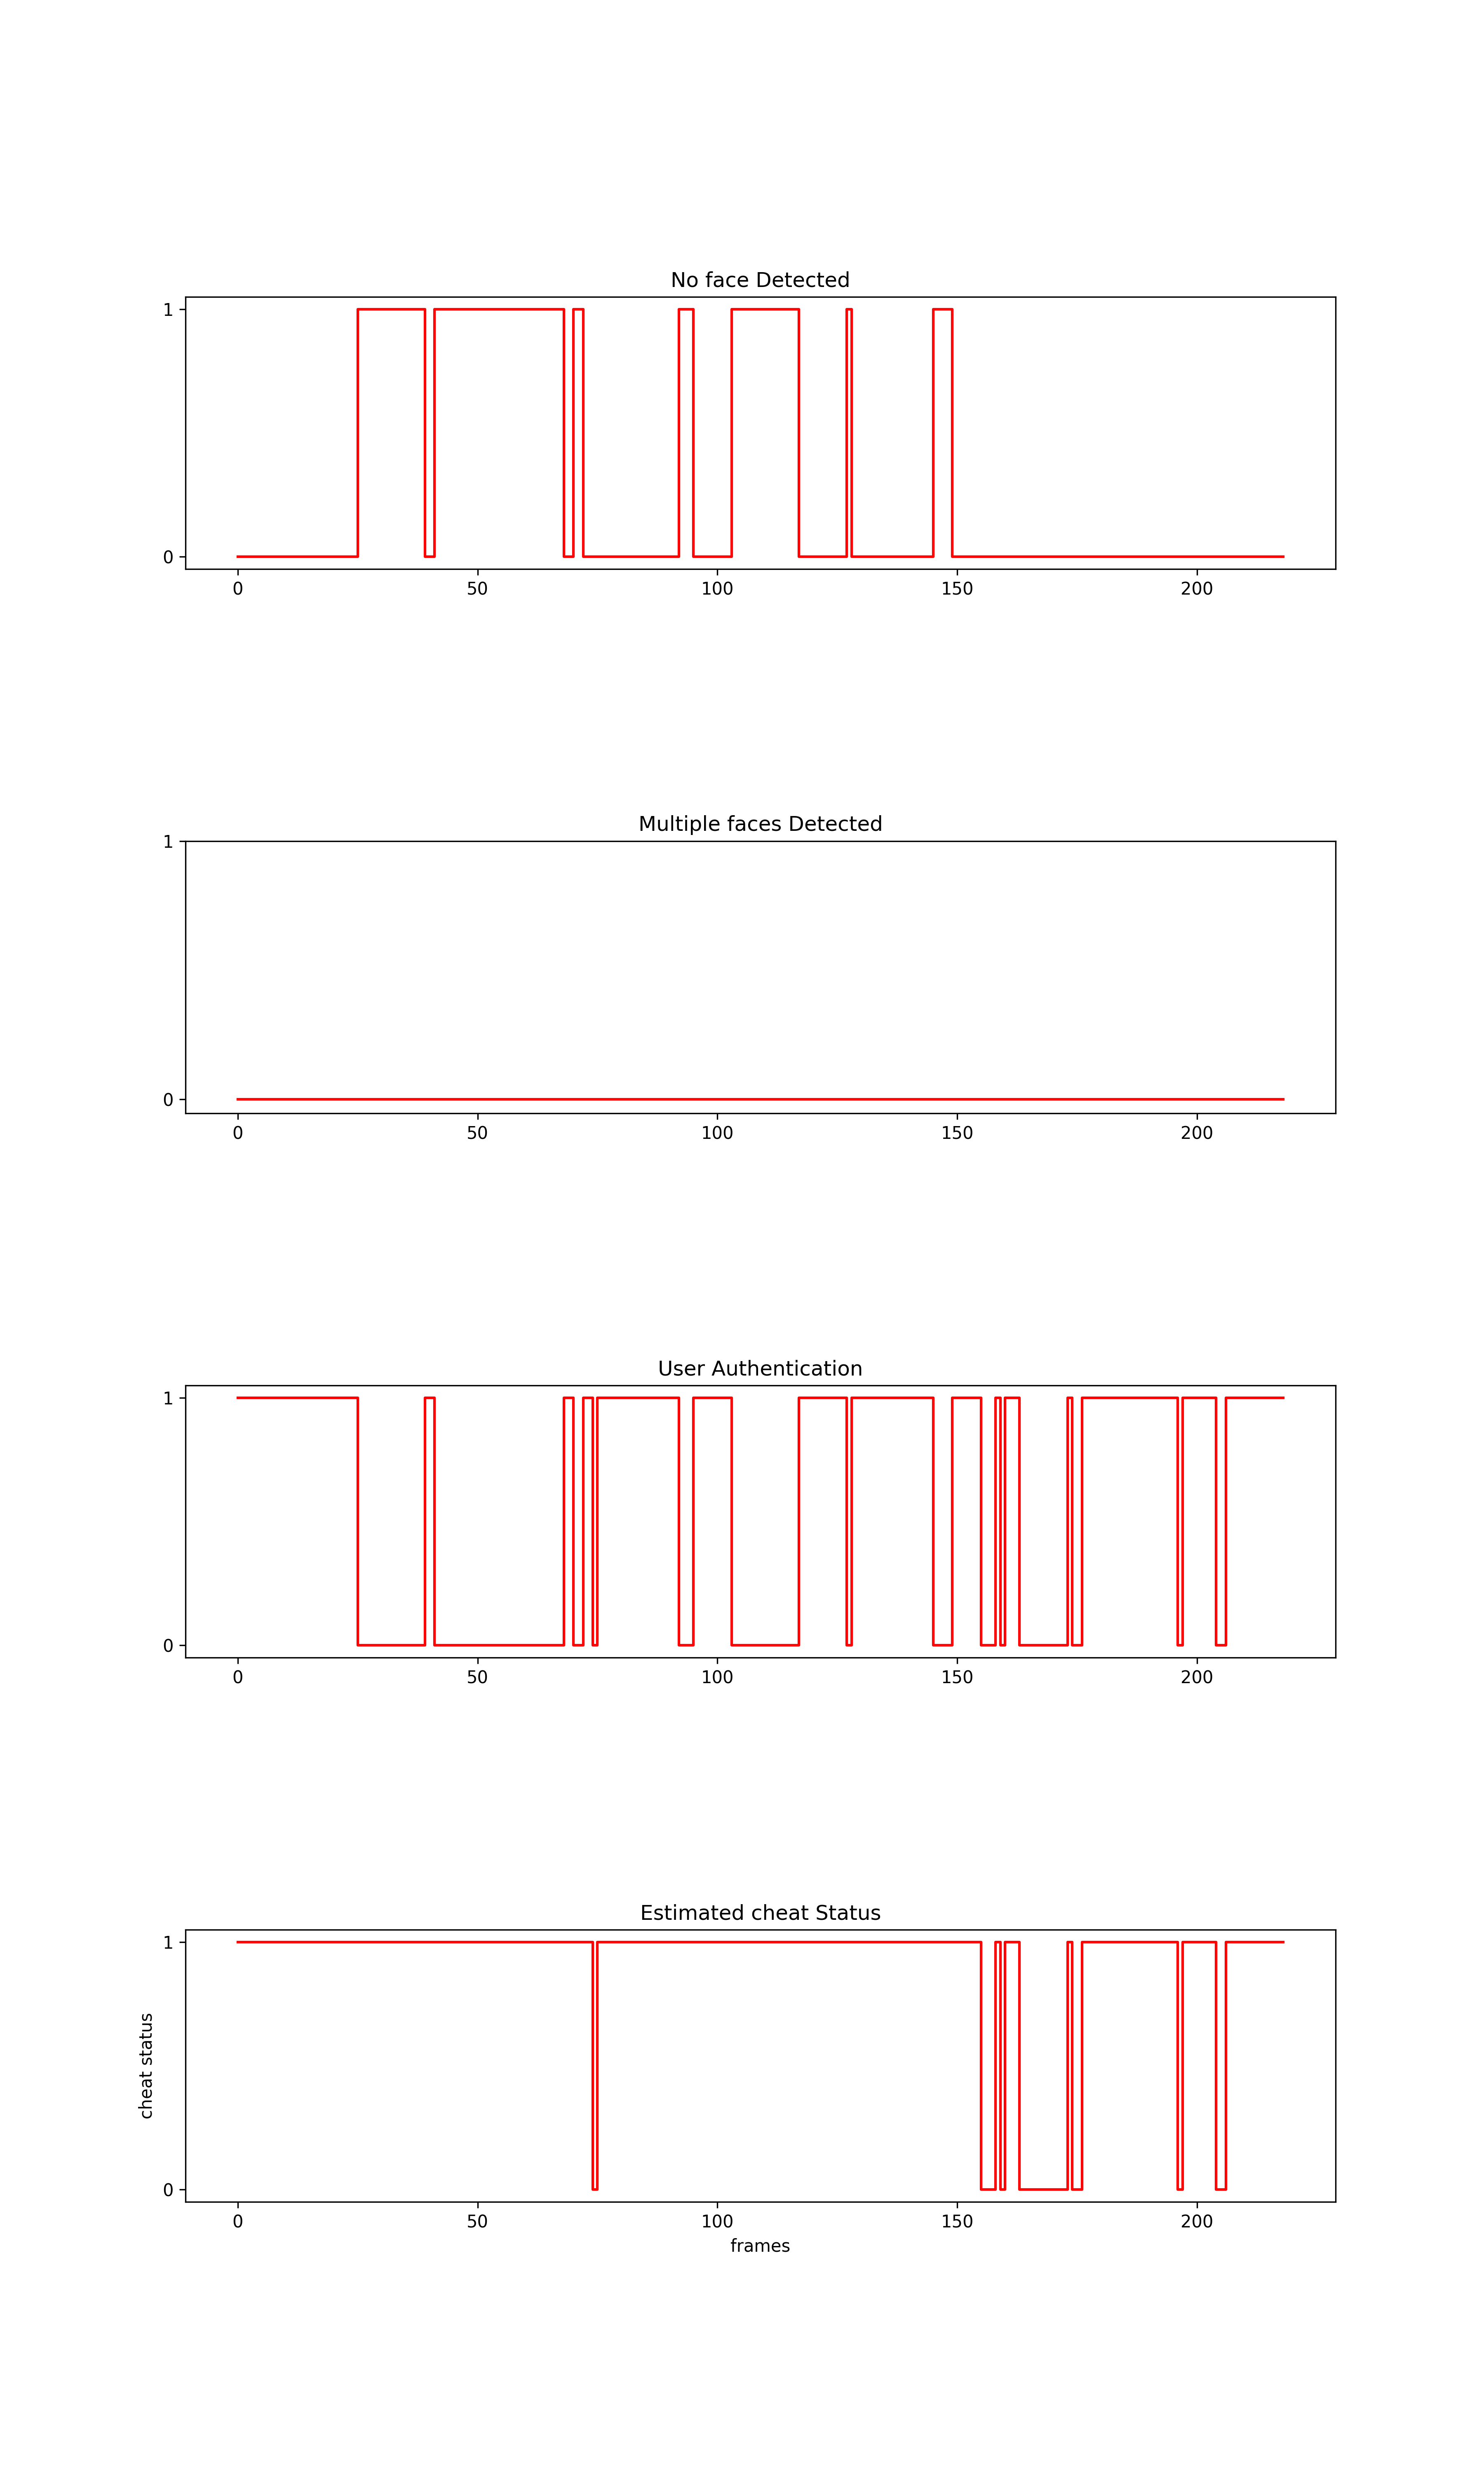 No face Detected
1
0
0 50 100 150 200
Multiple faces Detected
1
0
0 50 100 150 200
User Authentication
1
0
0 50 100 150 200
Estimated cheat Status
1
cheat status
0
0 50 100 150 200
frames